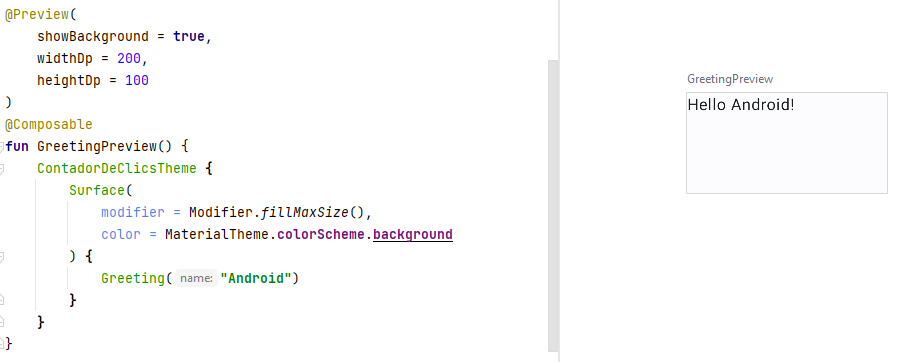 @Preview(
showBackground = true,
widthDp = 200,
heightDp = 100
)
@Composable
fun GreetingPreview() {
ContadorDeClicsTheme {
Surface(
modifier = Modifier.fillMaxSize(),
color = MaterialTheme.colorScheme.background
) {
Greeting( name: "Android")
}
}
}
GreetingPreview
Hello Android!